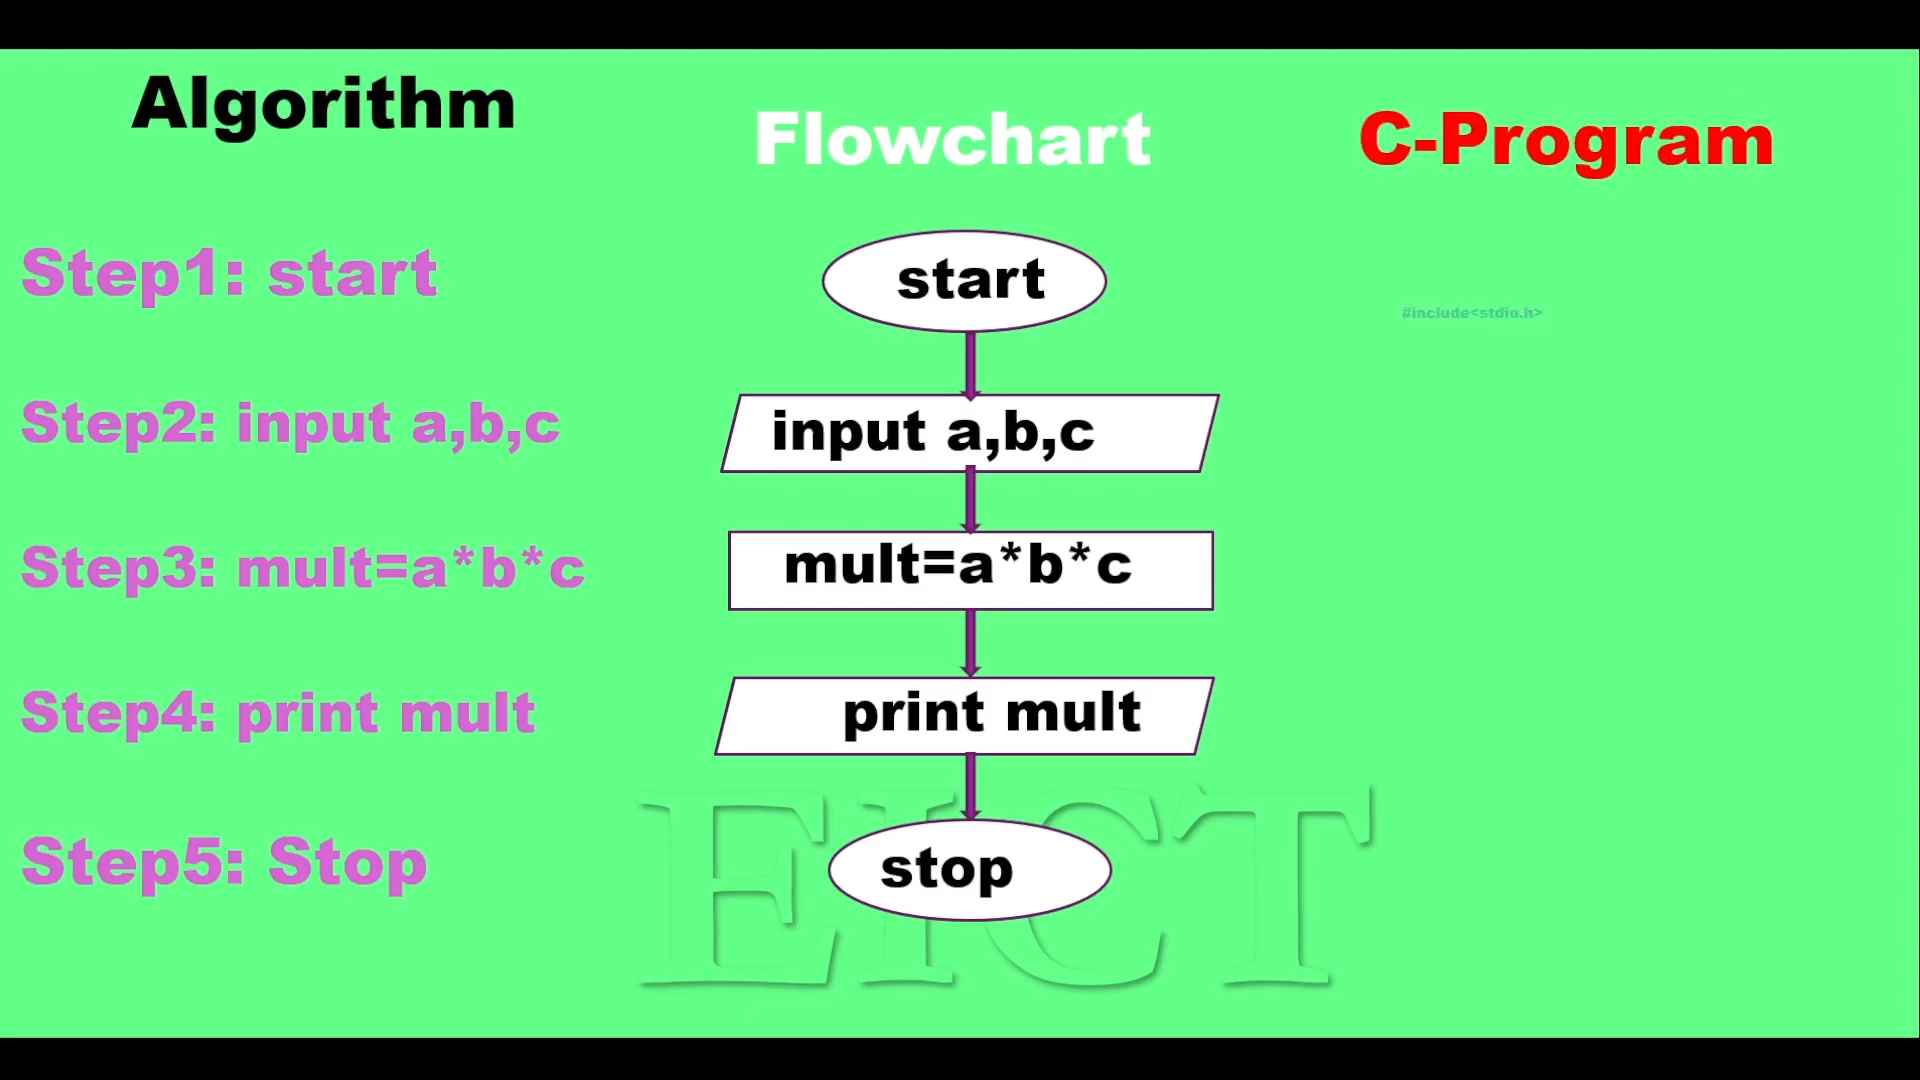 Algorithm
Step1: start
Step2: input a,b,c
Step3: mult=a*b*c
Step4: print mult
Step5: Stop
Flowchart
start
input a,b,c
mult=a*b*c
print mult
stop
EICT
C-Program
#include<stdio.h>